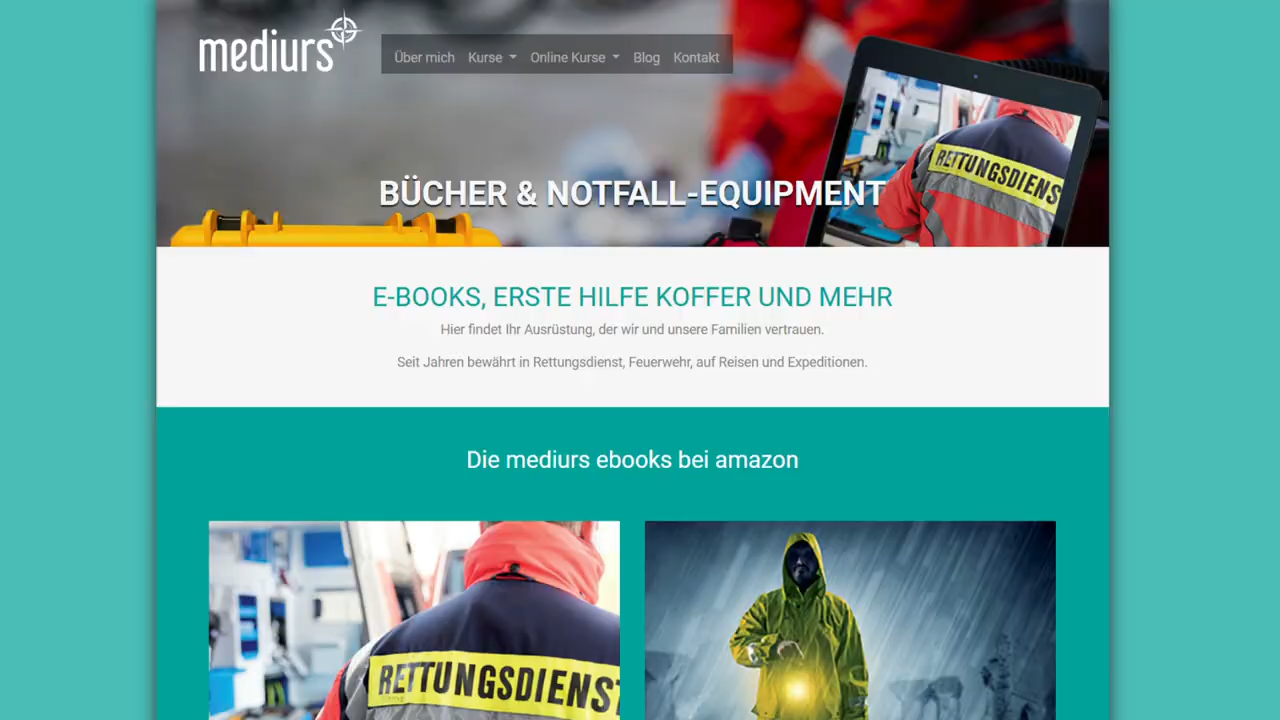 mediurs
Über mich Kurse Online Kurse Blog Kontakt
RETTUNGSDIENS
BÜCHER & NOTFALL-EQUIPMENT
E-BOOKS, ERSTE HILFE KOFFER UND MEHR
Hier findet Ihr Ausrüstung, der wir und unsere Familien vertrauen.
Seit Jahren bewährt in Rettungsdienst, Feuerwehr, auf Reisen und Expeditionen.
Die mediurs ebooks bei amazon
RETTUNGSDIENST